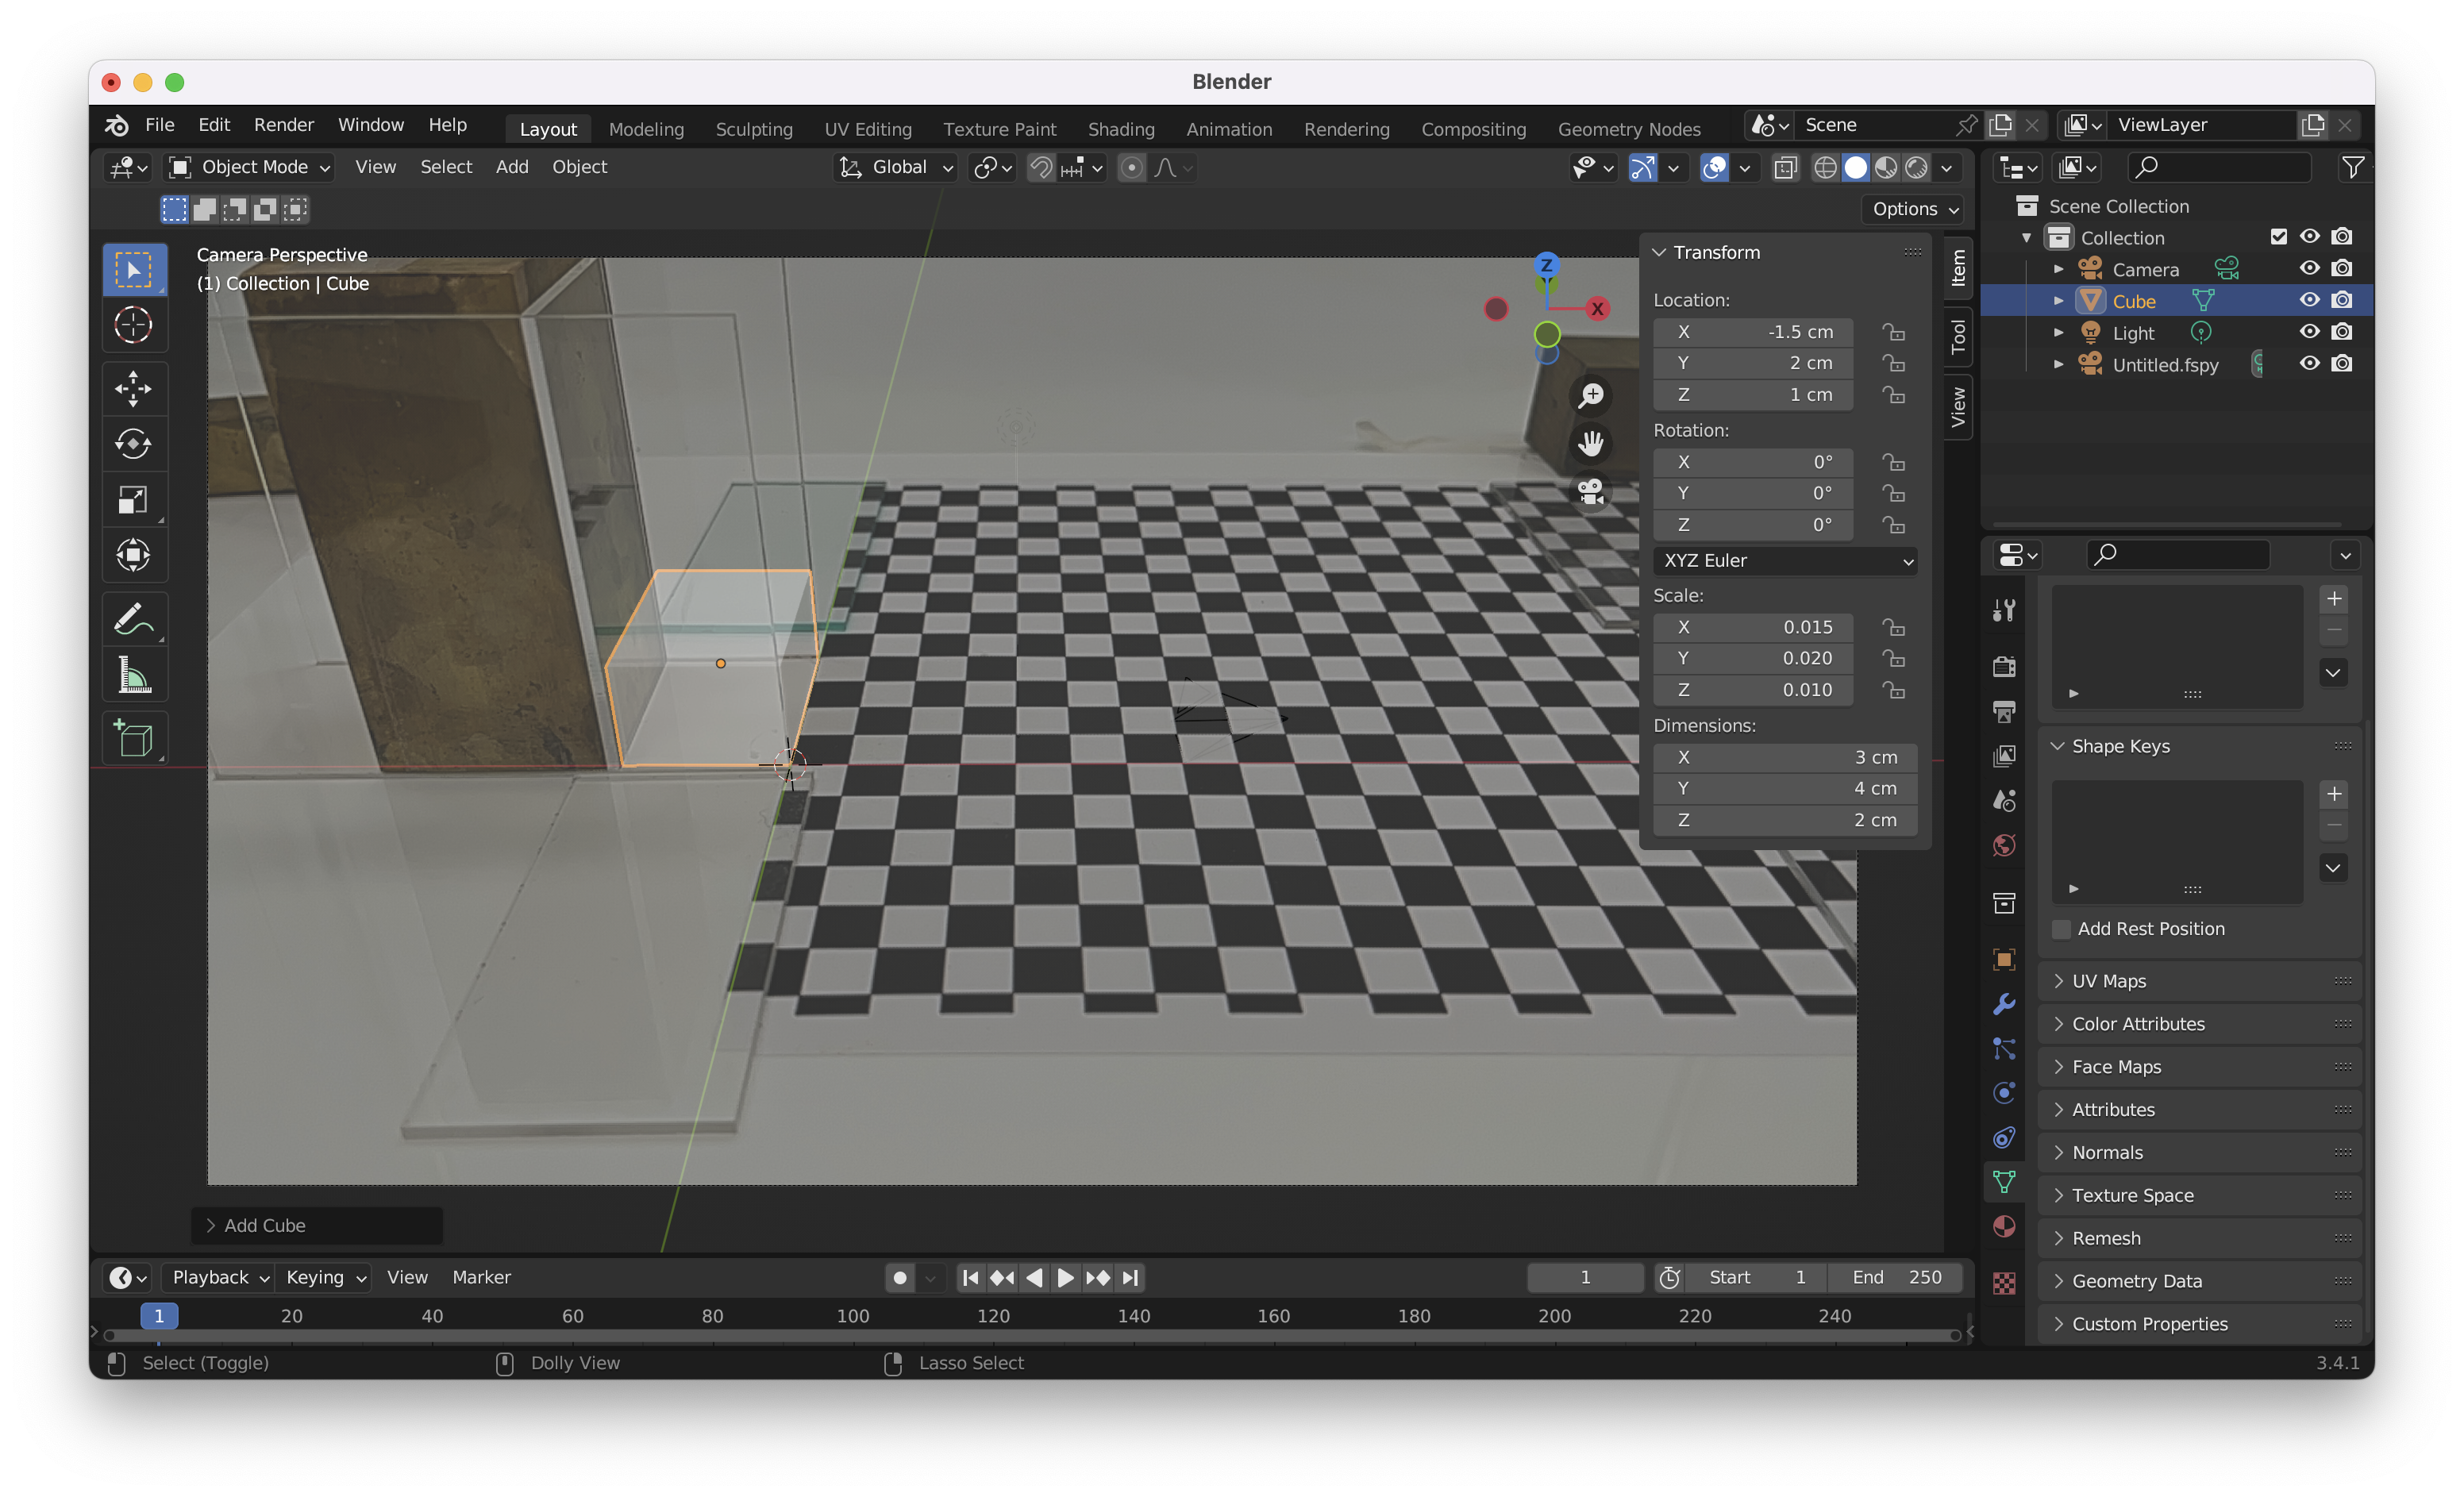 Blender
File Edit Render Window Help Layout Modeling Sculpting UV Editing Texture Paint Shading Animation Rendering Compositing Geometry Nodes Scene ViewLayer
Object Mode View Select Add Object Global
Options
Camera Perspective
(1) Collection | Cube
Z
X
Transform
Location:
X -1.5 cm
Y 2 cm
Z 1 cm
Rotation:
X 0°
Y 0°
Z 0°
XYZ Euler
Scale:
X 0.015
Y 0.020
Z 0.010
Dimensions:
X 3 cm
Y 4 cm
Z 2 cm
Item
Tool
View
Scene Collection
Collection
Camera
Cube
Light
Untitled.fspy
Shape Keys
Add Rest Position
UV Maps
Color Attributes
Face Maps
Attributes
Normals
Texture Space
Remesh
Geometry Data
Custom Properties
Add Cube
Playback Keying View Marker 1 Start 1 End 250
1 20 40 60 80 100 120 140 160 180 200 220 240
Select (Toggle) Dolly View Lasso Select 3.4.1